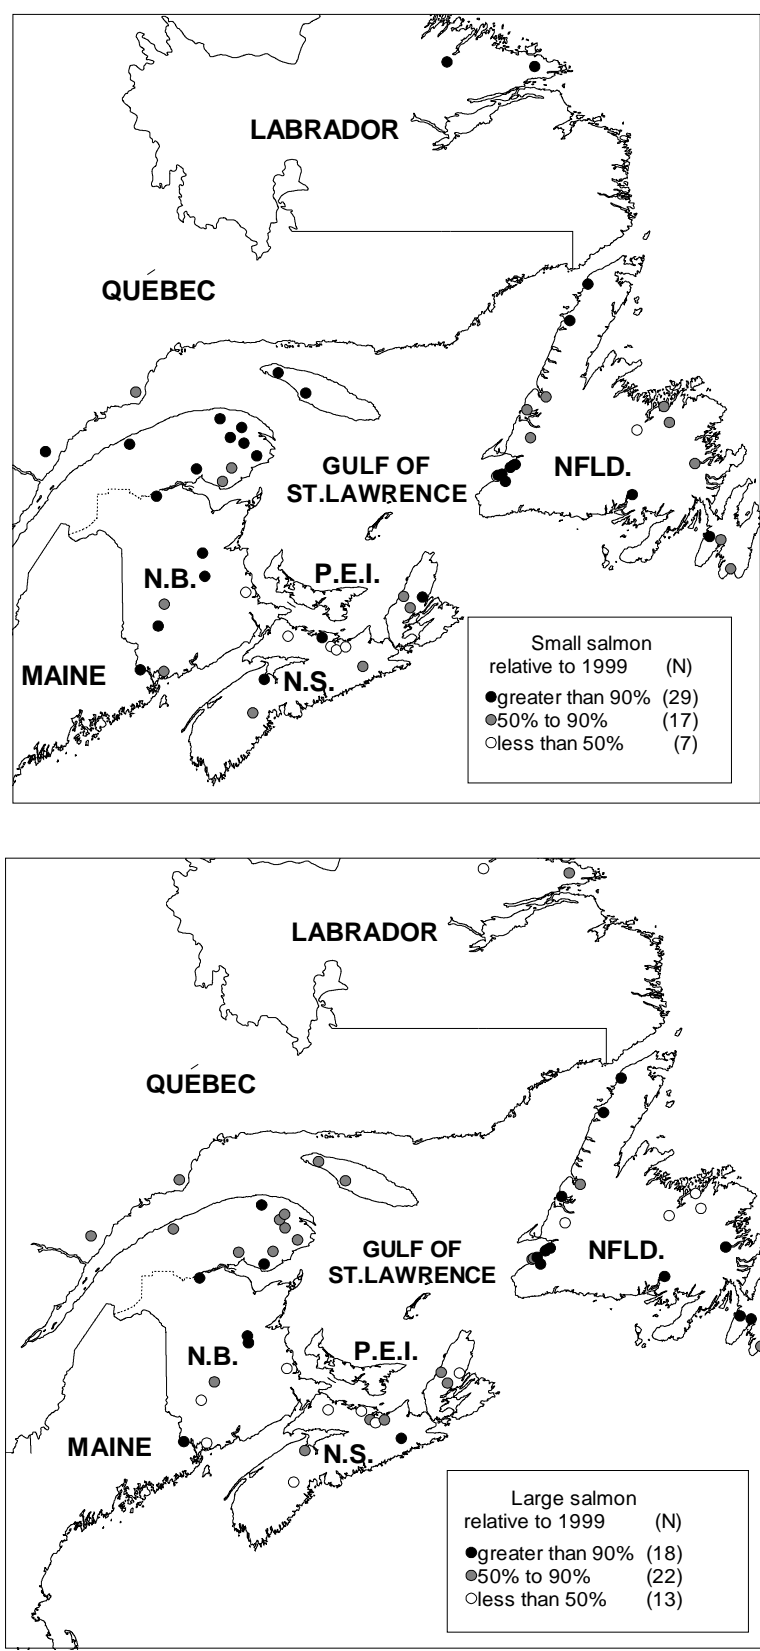 LABRADOR
QUÉBEC
GULF OF
ST.LAWRENCE
NFLD.
N.B.
P.E.I.
MAINE
N.S.
Small salmon
relative to 1999 (N)
greater than 90% (29)
50% to 90% (17)
less than 50% (7)
LABRADOR
QUÉBEC
GULF OF
ST.LAWRENCE
NFLD.
N.B.
P.E.I.
MAINE
N.S.
Large salmon
relative to 1999 (N)
greater than 90% (18)
50% to 90% (22)
less than 50% (13)